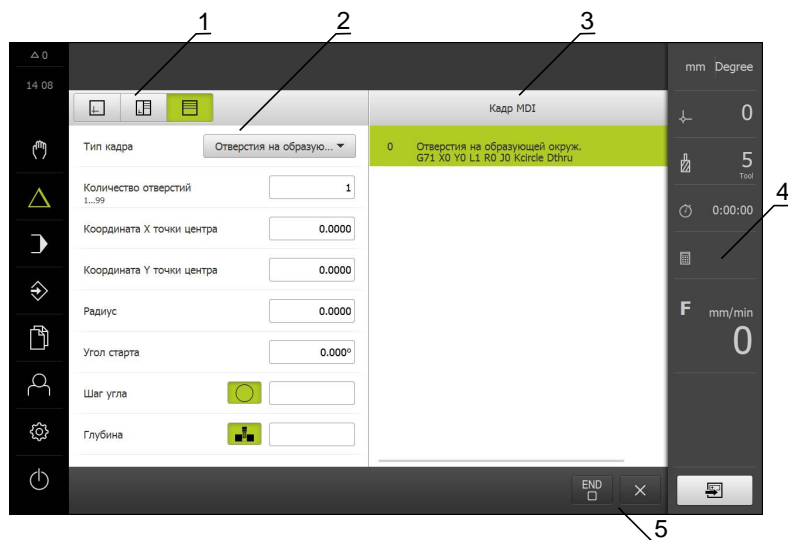 1
2
3
0
14 08
mm Degree
Кадр MDI
0
Тип кадра
Отверстия на образую...
0 Отверстия на образующей окруж.
G71 X0 Y0 L1 R0 J0 Kcircle Dthru
5
Tool
Количество отверстий
1...99
1
4
Координата X точки центра
0.0000
0:00:00
Координата Y точки центра
0.0000
Радиус
0.0000
F mm/min
0
Угол старта
0.000°
Шаг угла
Глубина
END
5